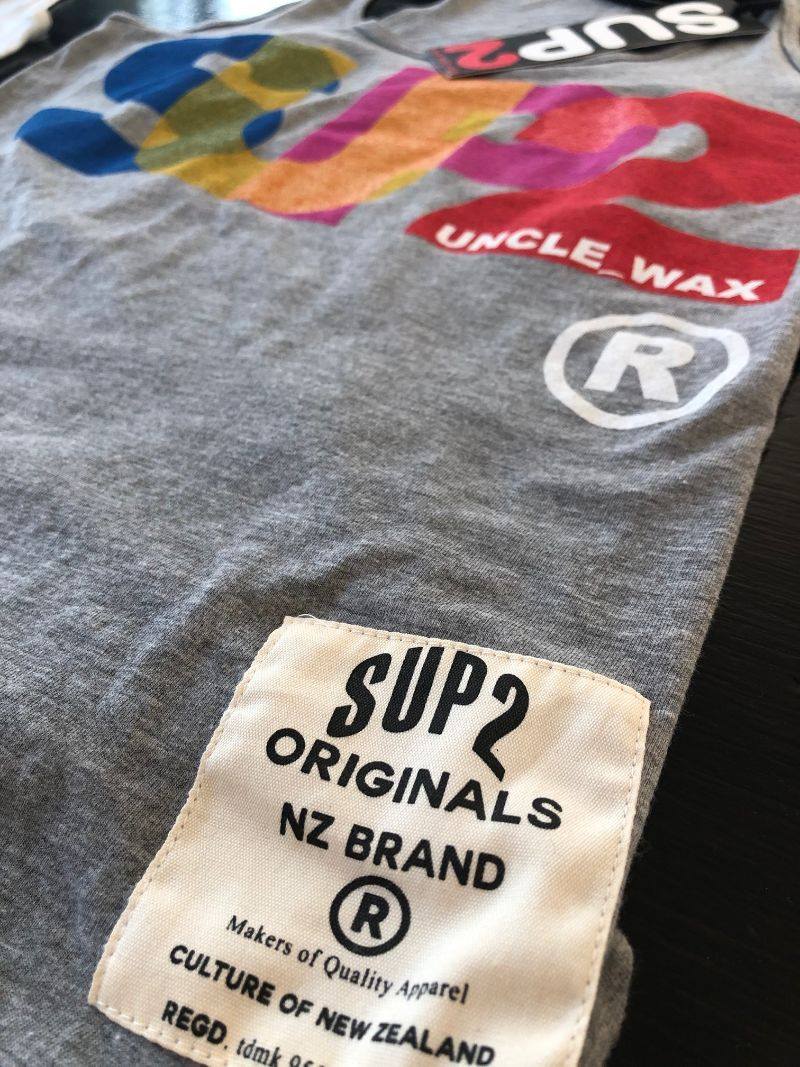 SUP2
SUP2
UNCLE_WAX
®
SUP2
ORIGINALS
NZ BRAND
®
Makers of Quality Apparel
CULTURE OF NEW ZEALAND
REGD. tdmk